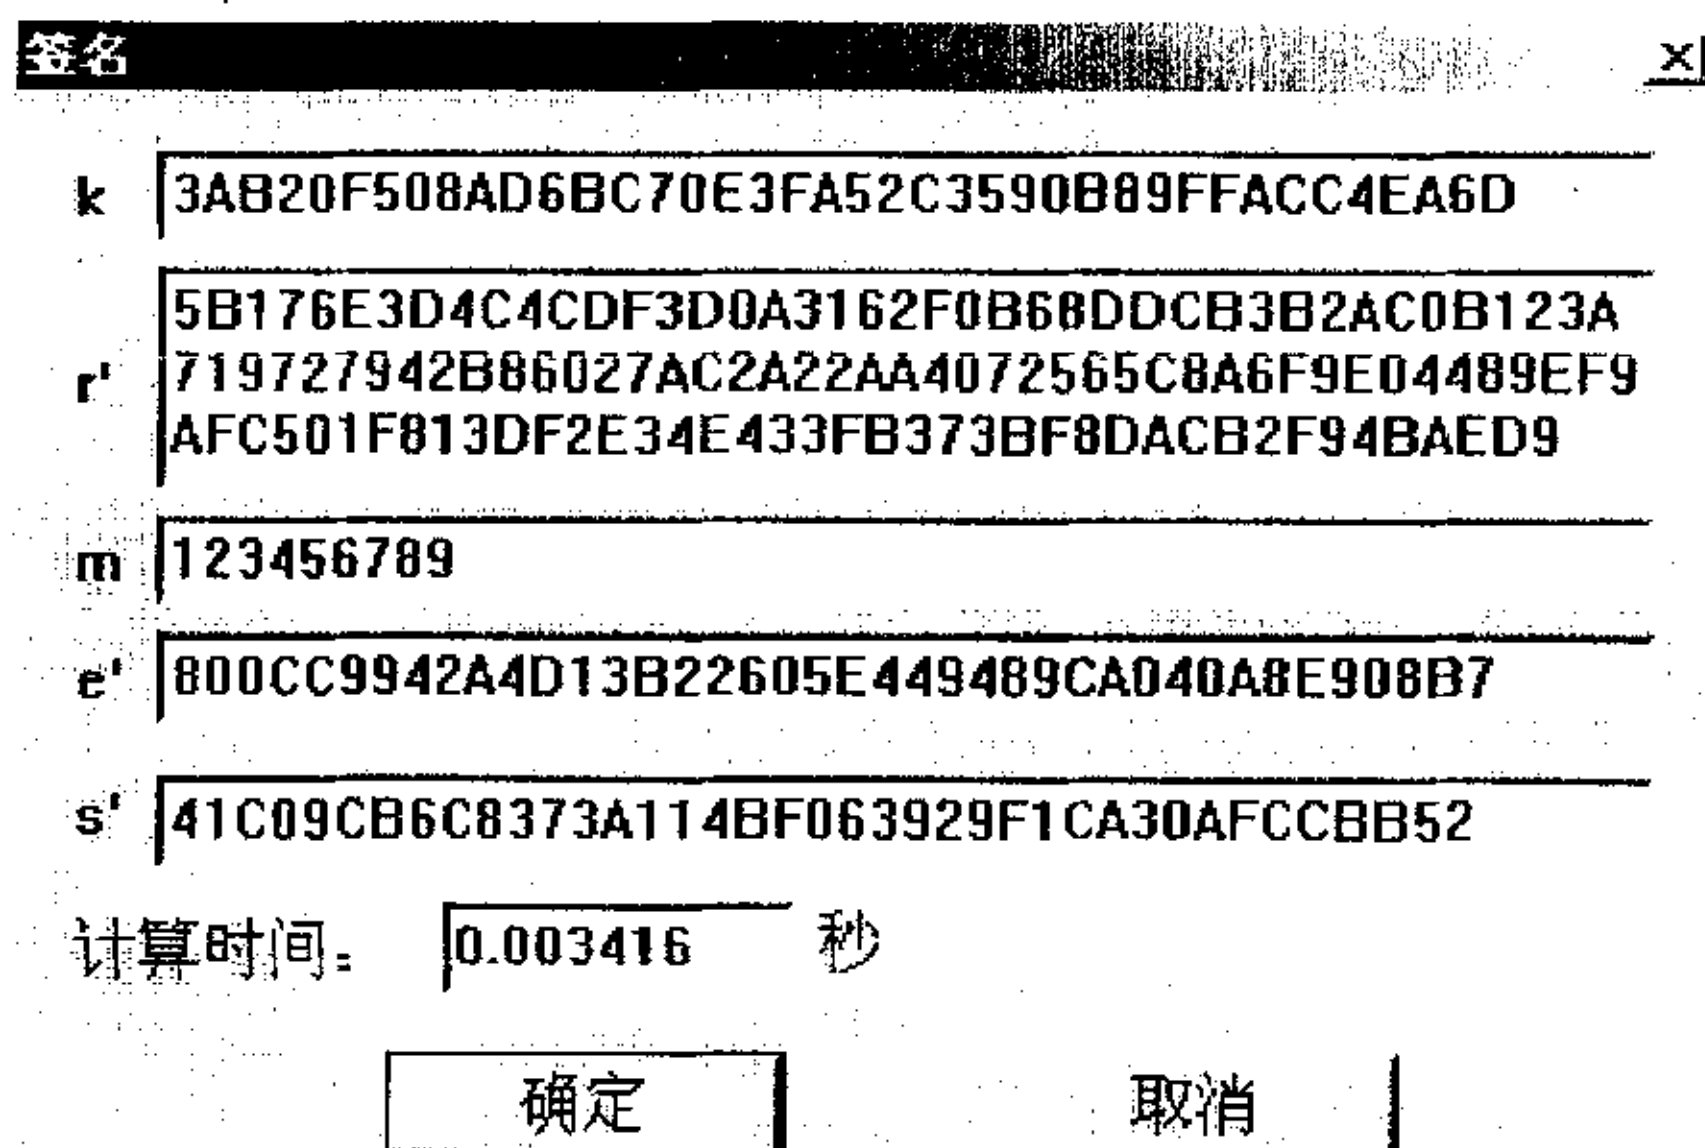 签名
k 3AB20F508AD6BC70E3FA52C3590B89FFACC4EA6D
5B176E3D4C4CDF3D0A3162F0B68DDCB3B2AC0B123A
r' 719727942B86027AC2A22AA4072565C8A6F9E04489EF9
AFC501F813DF2E34E433FB373BF8DACB2F94BAED9
m 123456789
e' 800CC9942A4D13B22605E449489CA040A8E908B7
s' 41C09CB6C8373A114BF063929F1CA30AFCCBB52
计算时间: 0.003416 秒
确定 取消